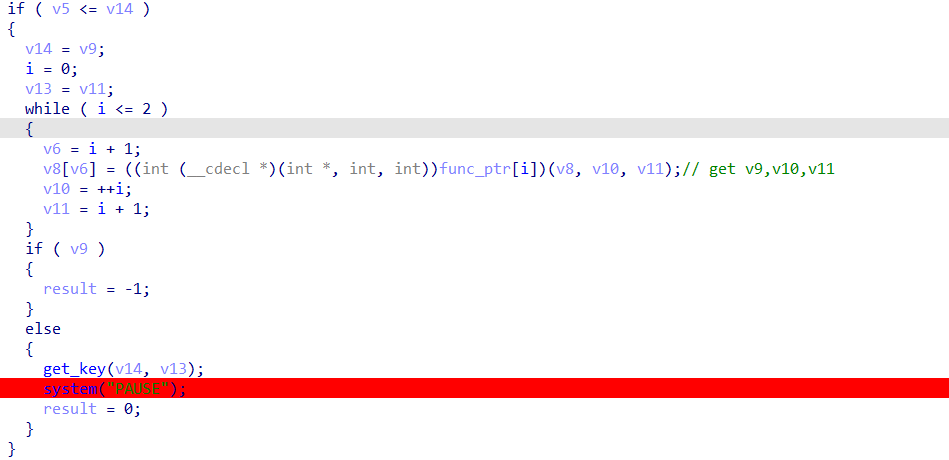 if ( v5 <= v14 )
{
v14 = v9;
i = 0;
v13 = v11;
while ( i <= 2 )
{
v6 = i + 1;
v8[v6] = ((int (__cdecl *)(int *, int, int))func_ptr[i])(v8, v10, v11);// get v9,v10,v11
v10 = ++i;
v11 = i + 1;
}
if ( v9 )
{
result = -1;
}
else
{
get_key(v14, v13);
system("PAUSE");
result = 0;
}
}